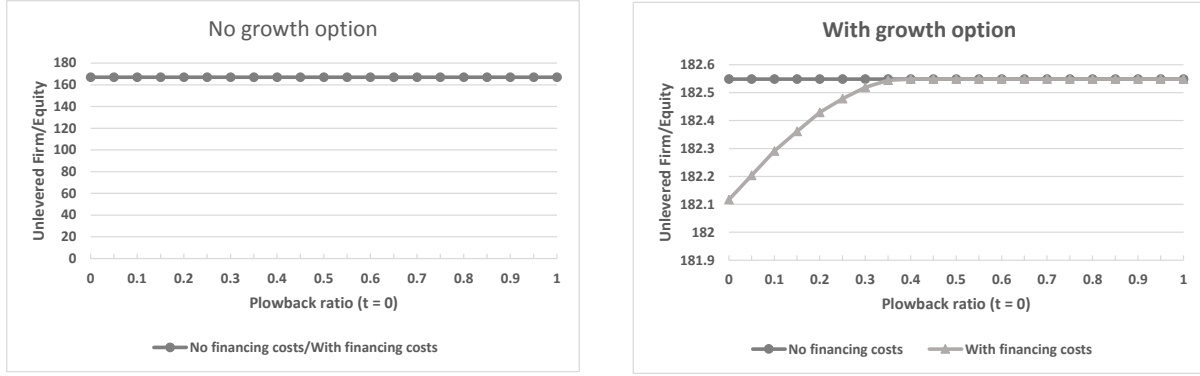 No growth option
Unlevered Firm/Equity
180
160
140
120
100
80
60
40
20
0
0 0.1 0.2 0.3 0.4 0.5 0.6 0.7 0.8 0.9 1
Plowback ratio (t = 0)
No financing costs/With financing costs
With growth option
Unlevered Firm/Equity
182.6
182.5
182.4
182.3
182.2
182.1
182
181.9
0 0.1 0.2 0.3 0.4 0.5 0.6 0.7 0.8 0.9 1
Plowback ratio (t = 0)
No financing costs With financing costs